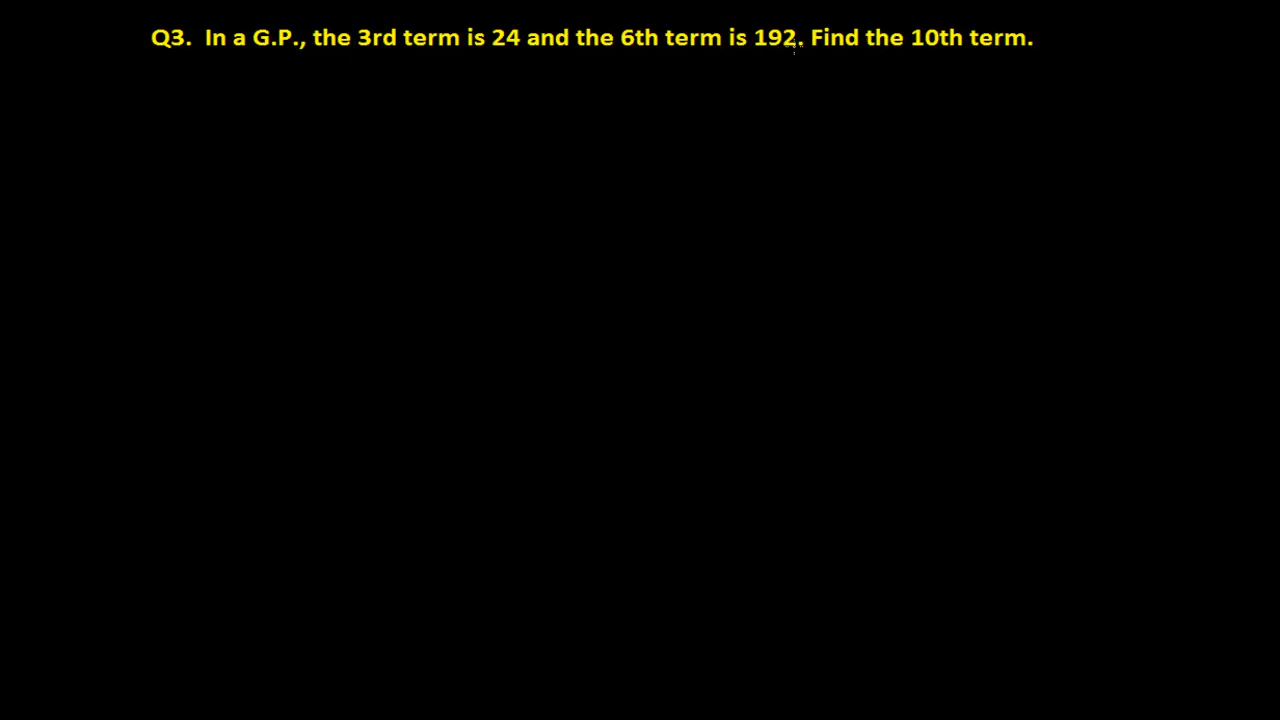 Q3. In a G.P., the 3rd term is 24 and the 6th term is 192. Find the 10th term.